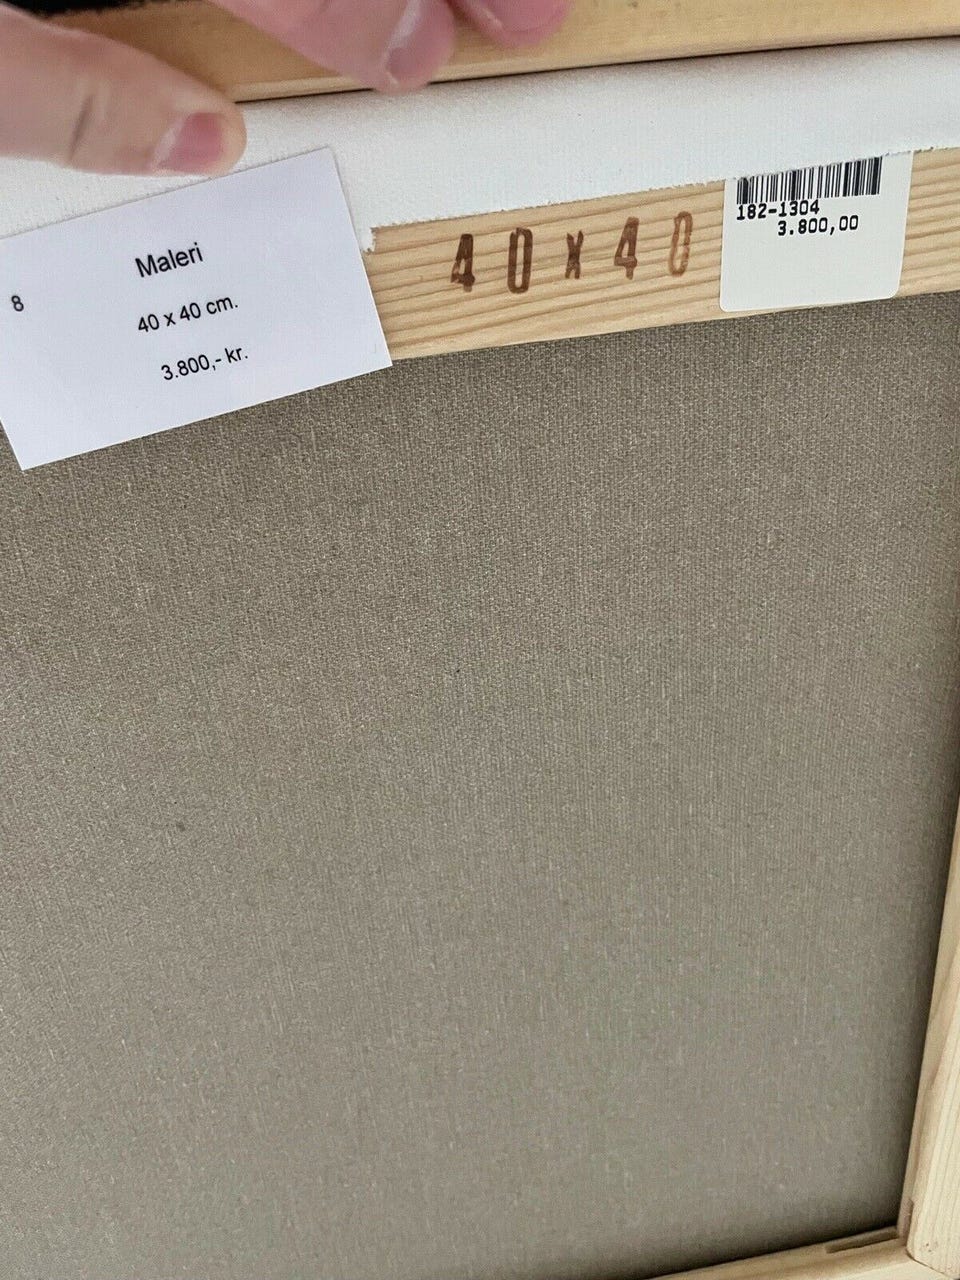 8
Maleri
40 x 40 cm.
3.800,- kr.
40x40
182-1304
3.800,00